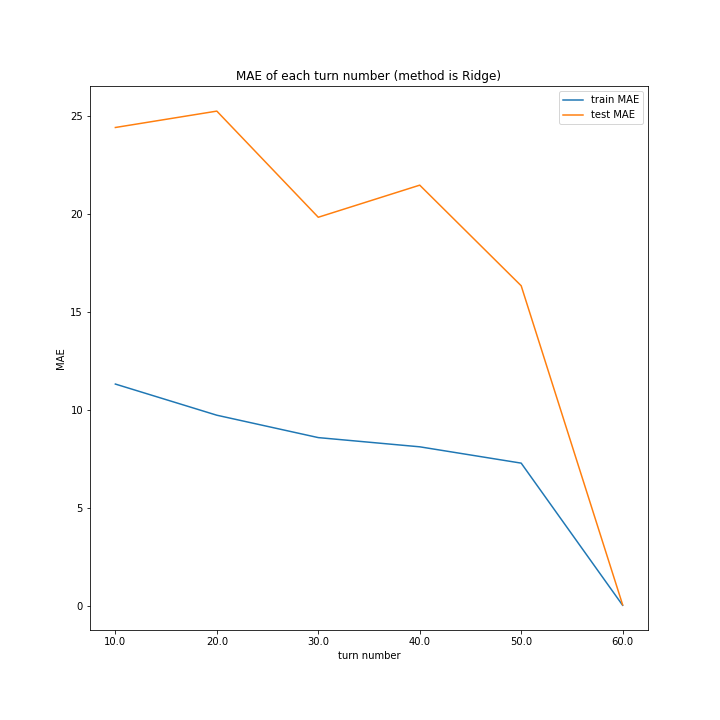 MAE of each turn number (method is Ridge)
train MAE
test MAE
25
20
15
10
5
0
MAE
10.0 20.0 30.0 40.0 50.0 60.0
turn number